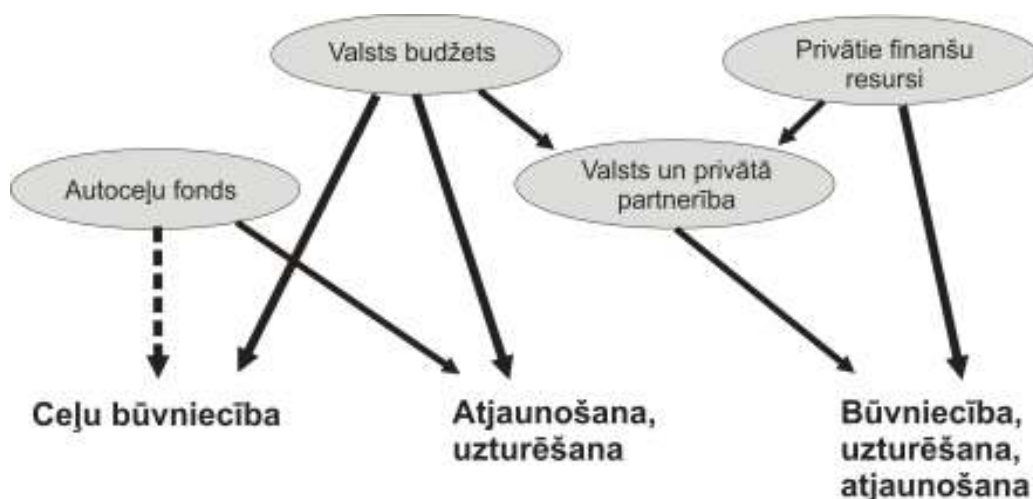 Valsts budžets
Privātie finanšu
resursi
Autoceļu fonds
Valsts un privātā
partnerība
Ceļu būvniecība
Atjaunošana,
uzturēšana
Būvniecība,
uzturēšana,
atjaunošana